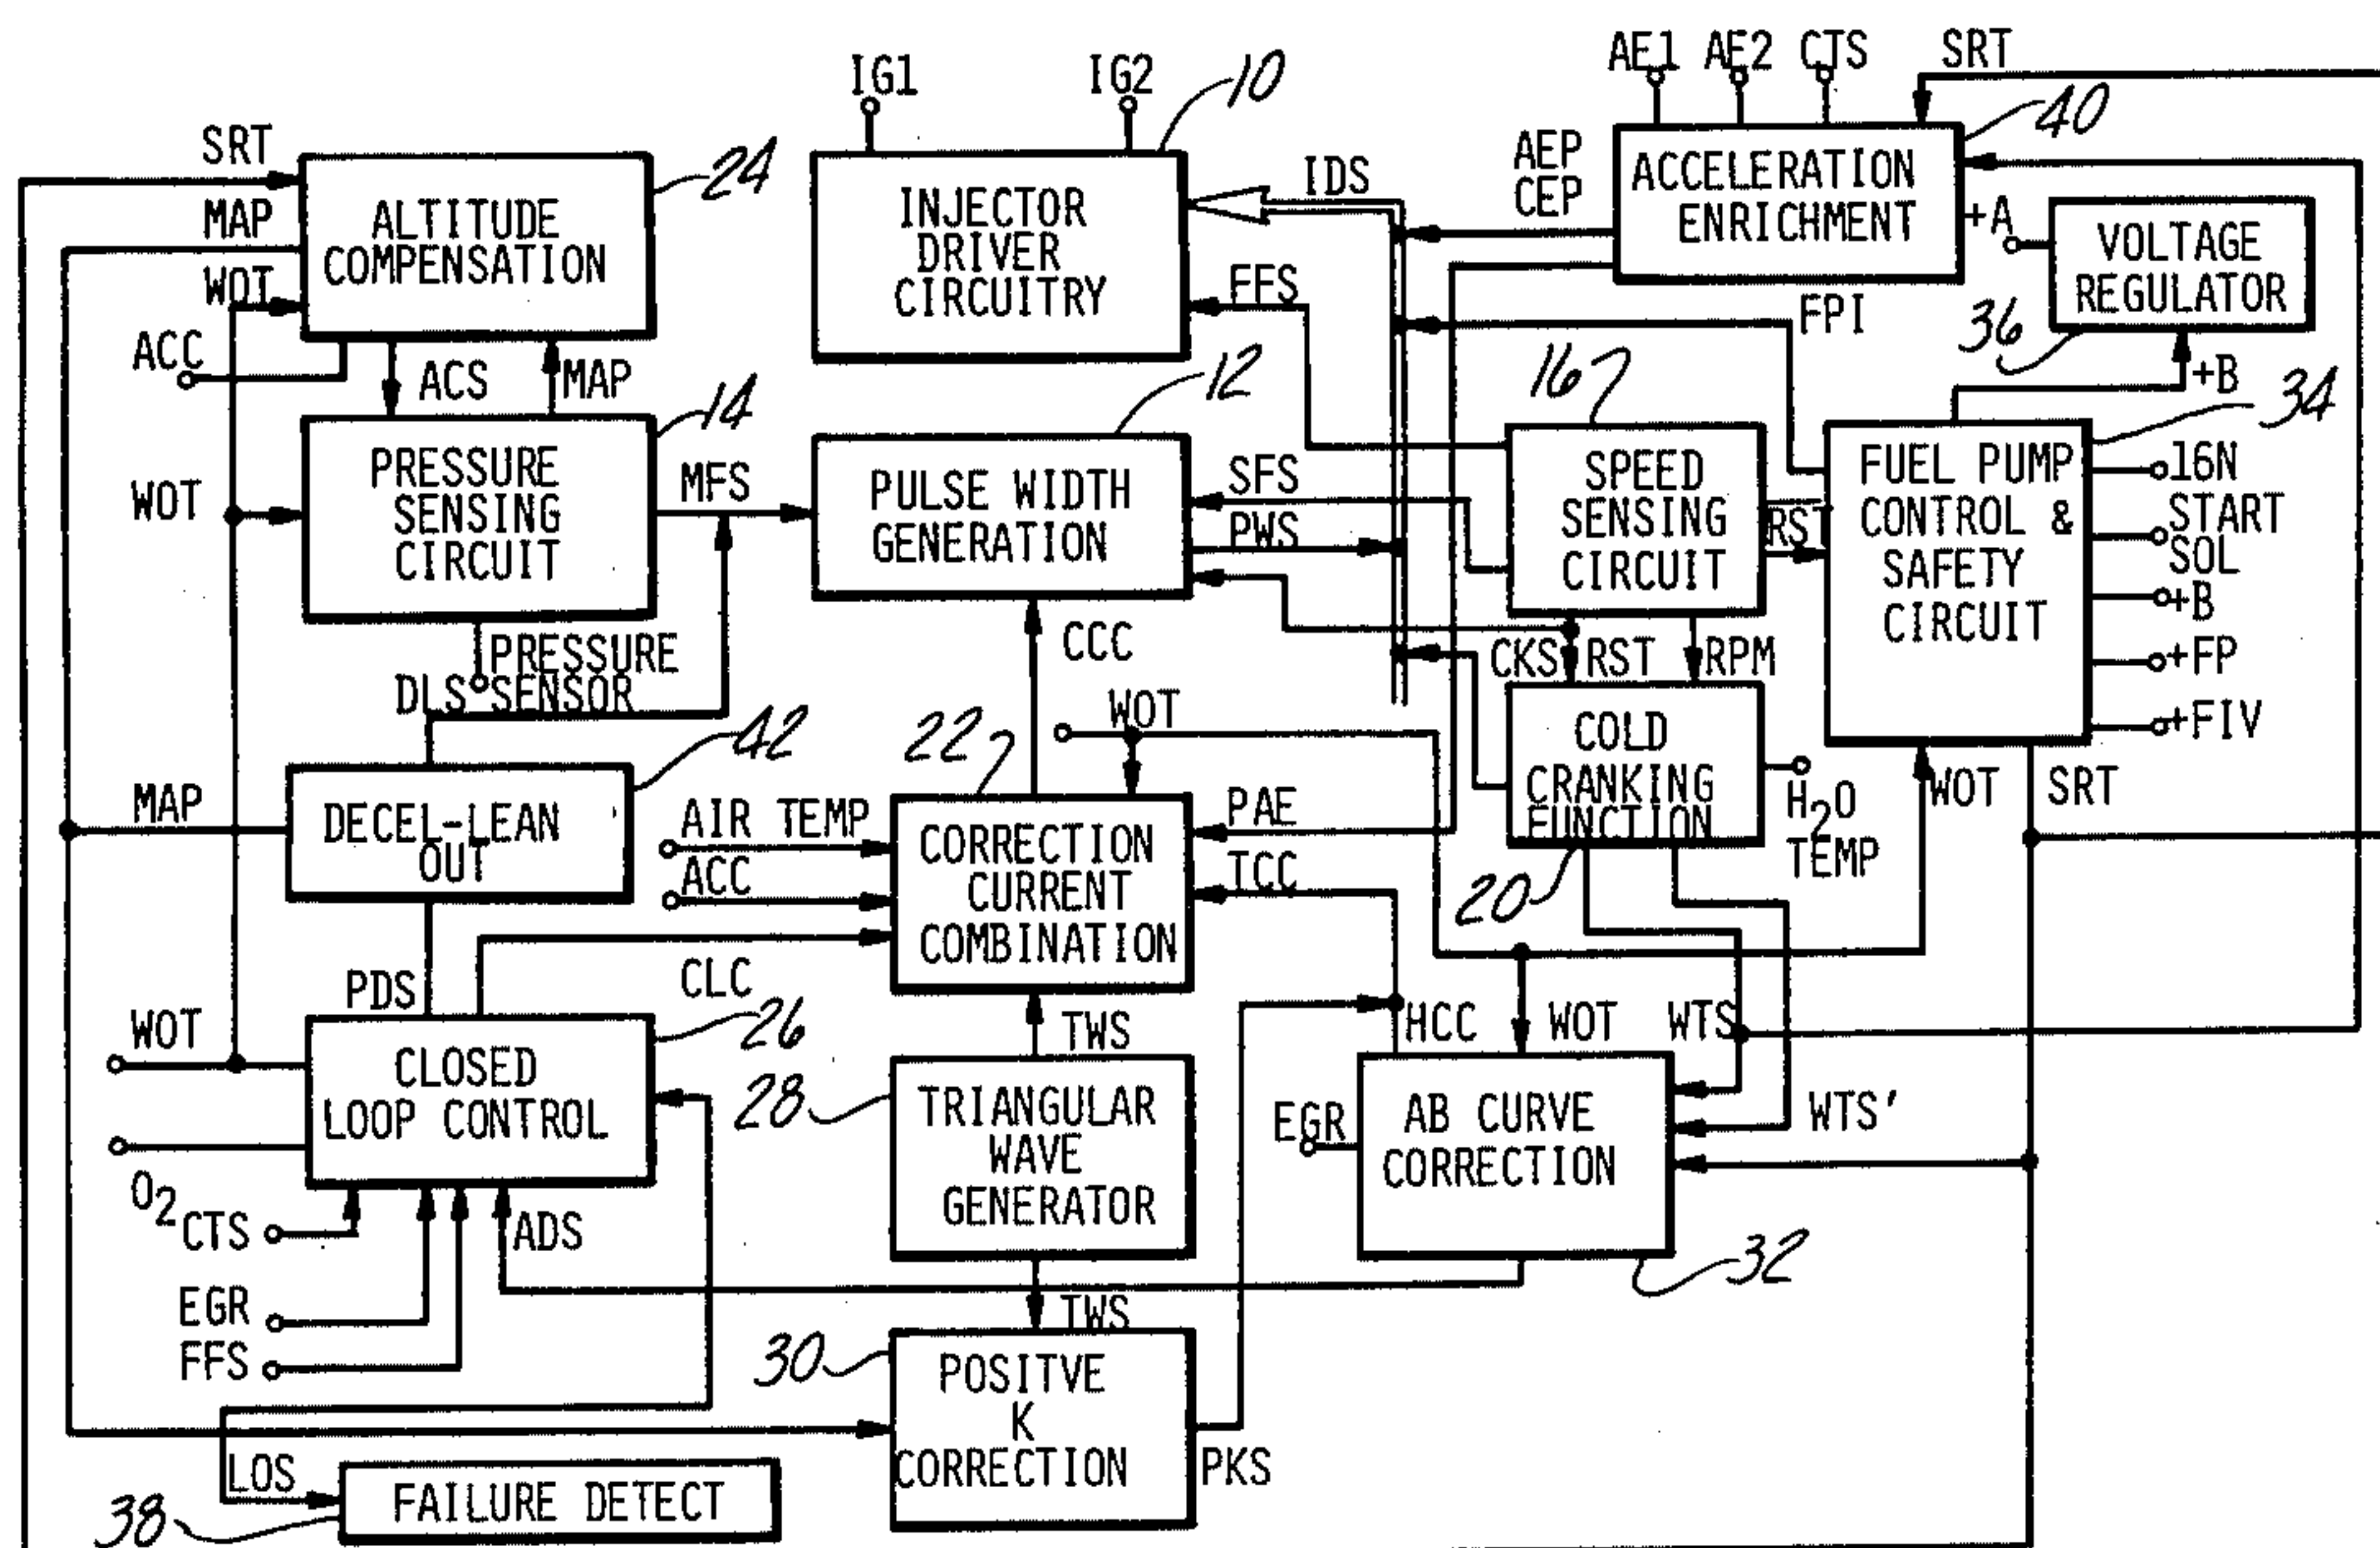 AE1 AE2 CTS SRT
IG1
IG2
10
40
SRT
24
MAP
WOT
ALTITUDE
COMPENSATION
ACC
ACS
MAP
INJECTOR
DRIVER
CIRCUITRY
IDS
FFS
AEP
CEP
ACCELERATION
ENRICHMENT
+A
VOLTAGE
REGULATOR
36
FPI
+B
34
14
12
16
WOT
PRESSURE
SENSING
CIRCUIT
MFS
PULSE WIDTH
GENERATION
SFS
PWS
SPEED
SENSING
CIRCUIT
RST
FUEL PUMP
CONTROL &
SAFETY
CIRCUIT
16N
START
SOL
+B
+FP
+FIV
PRESSURE
SENSOR
DLS
CCC
CKS
RST
RPM
42
22
WOT
COLD
CRANKING
FUNCTION
H2O
TEMP
WOT
SRT
MAP
DECEL-LEAN
OUT
AIR TEMP
ACC
CORRECTION
CURRENT
COMBINATION
PAE
TCC
20
PDS
CLC
WOT
26
CLOSED
LOOP CONTROL
O2
28
TWS
TRIANGULAR
WAVE
GENERATOR
HCC
WOT
WTS
EGR
AB CURVE
CORRECTION
WTS'
32
CTS
ADS
EGR
FFS
TWS
30
POSITVE
K
CORRECTION
PKS
LOS
38
FAILURE DETECT